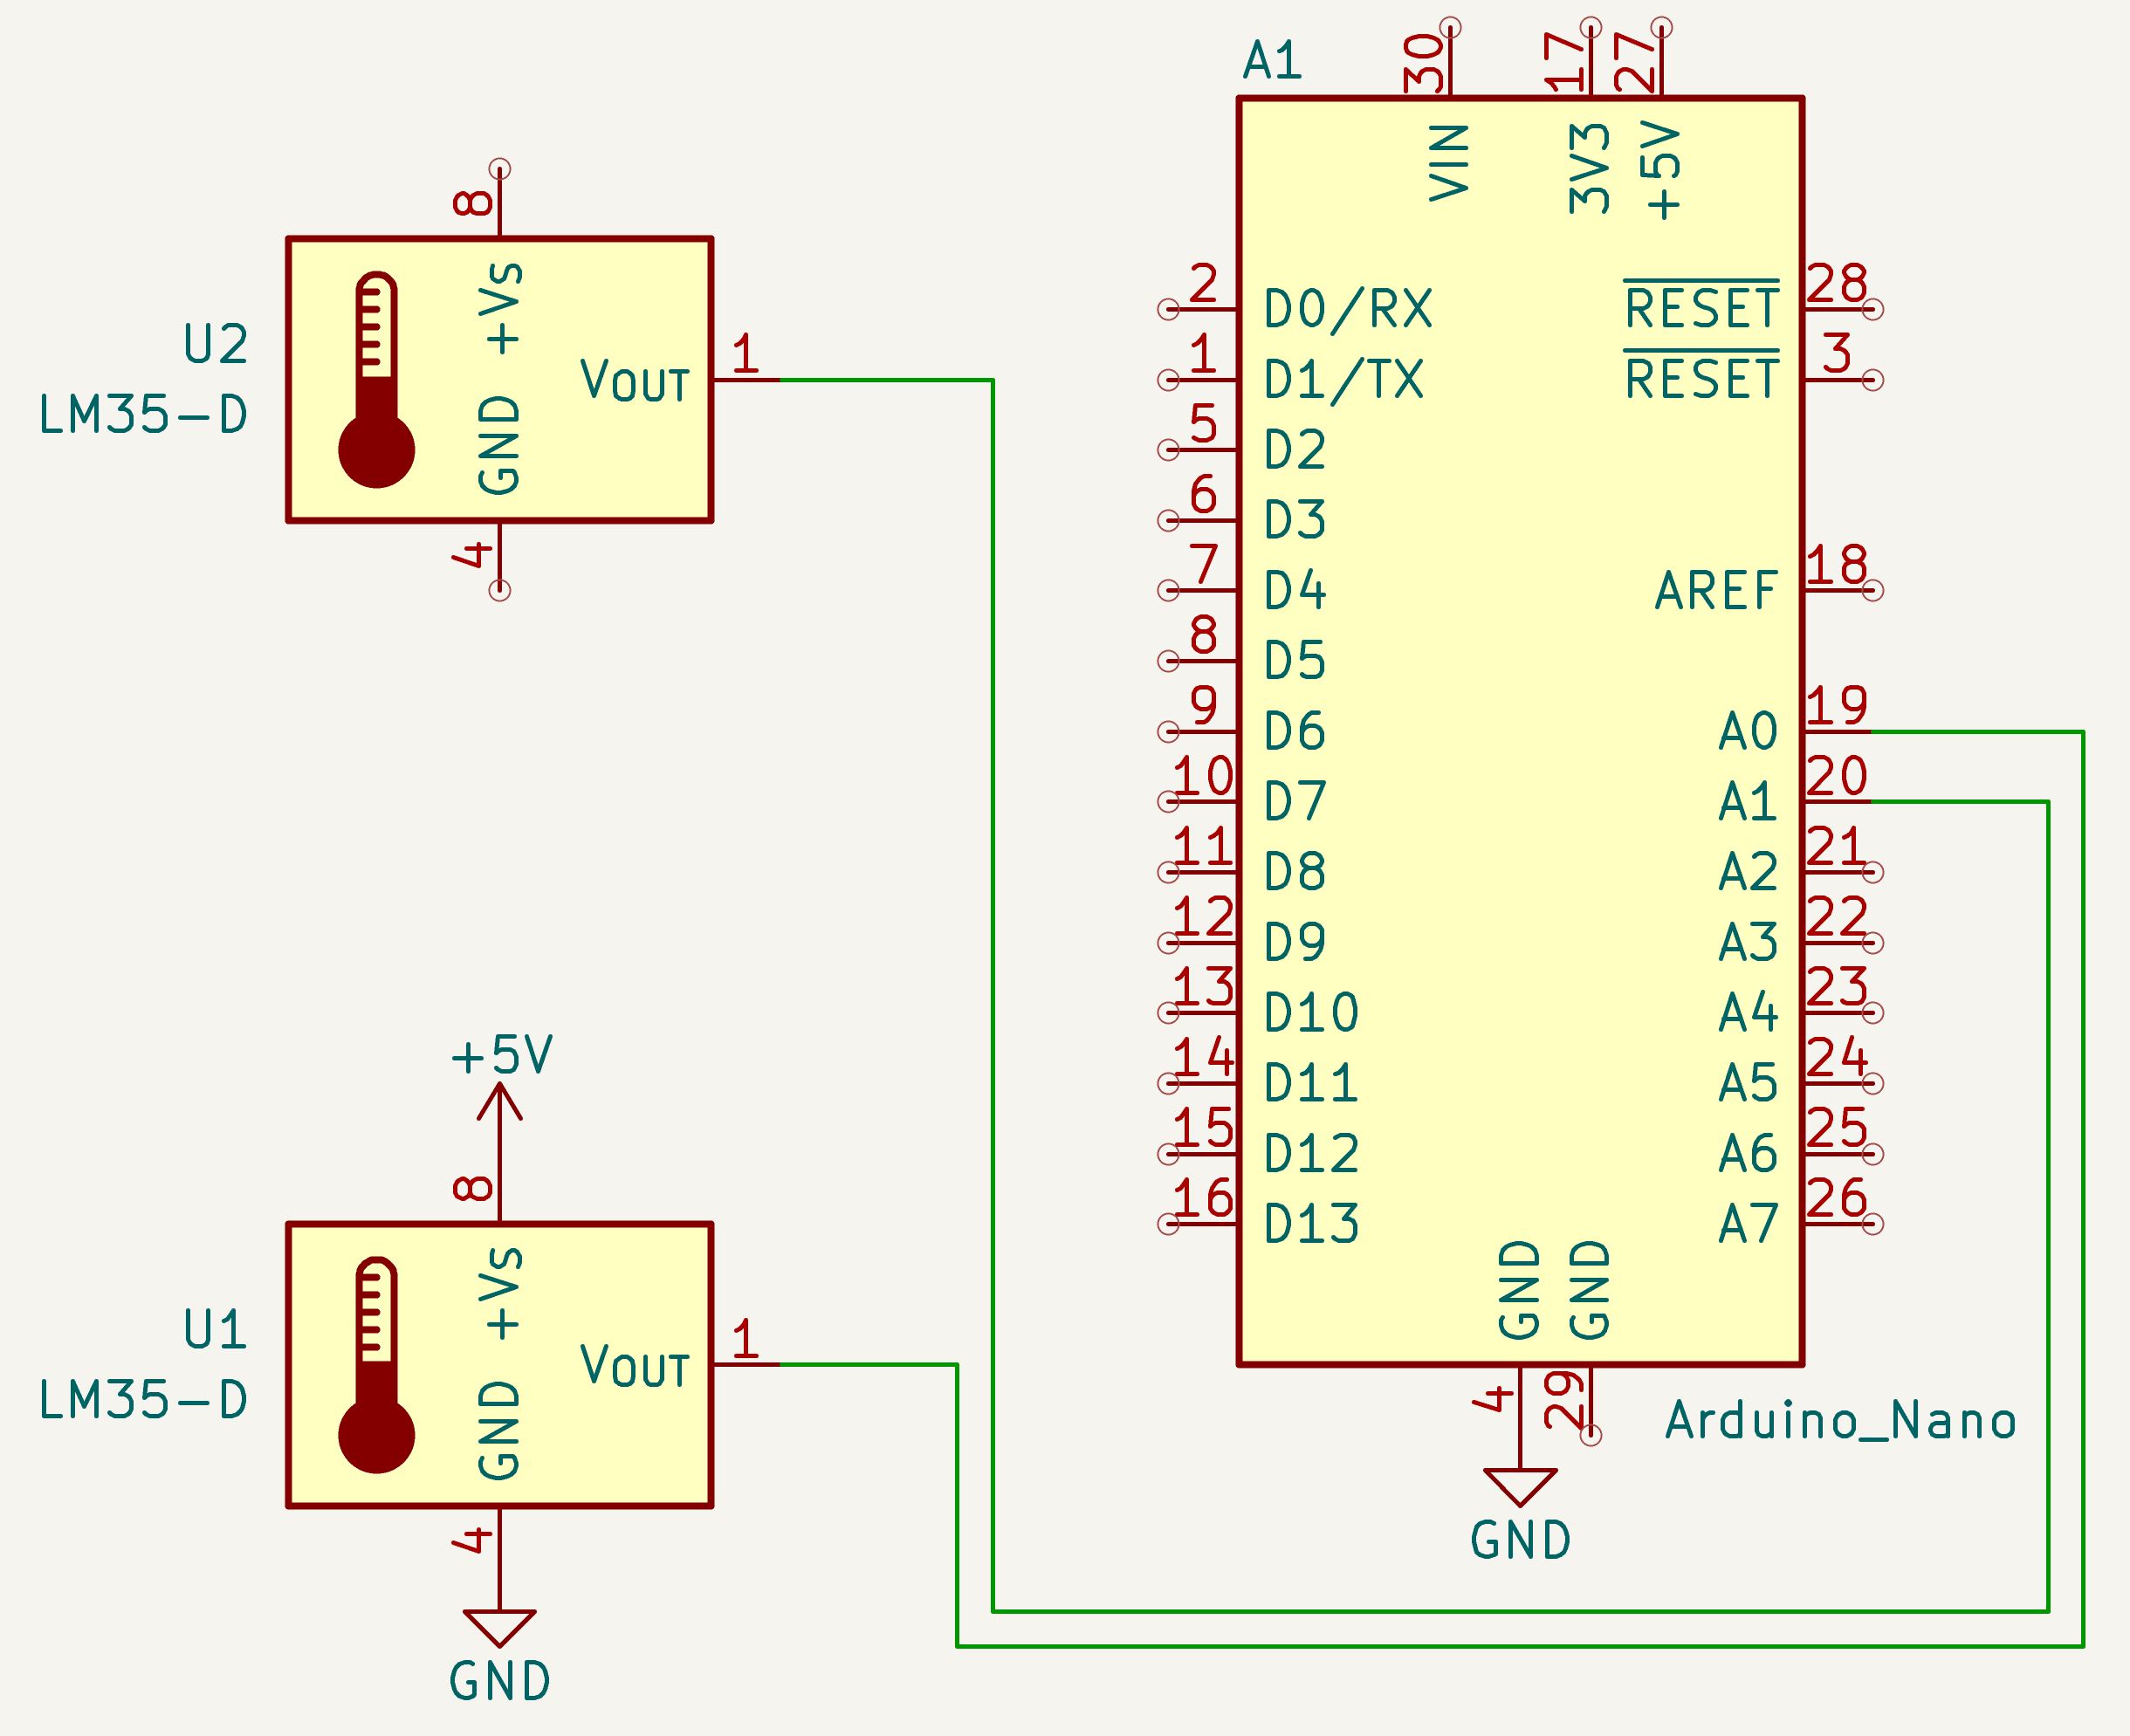 U2
LM35-D
8
+Vs
GND
VOUT
1
4
+5V
U1
LM35-D
8
+Vs
GND
VOUT
1
4
GND
A1
30
17
27
VIN
3V3
+5V
2
D0/RX
1
D1/TX
5
D2
6
D3
7
D4
8
D5
9
D6
10
D7
11
D8
12
D9
13
D10
14
D11
15
D12
16
D13
RESET
28
RESET
3
AREF
18
A0
19
A1
20
A2
21
A3
22
A4
23
A5
24
A6
25
A7
26
GND
GND
4
29
Arduino_Nano
GND